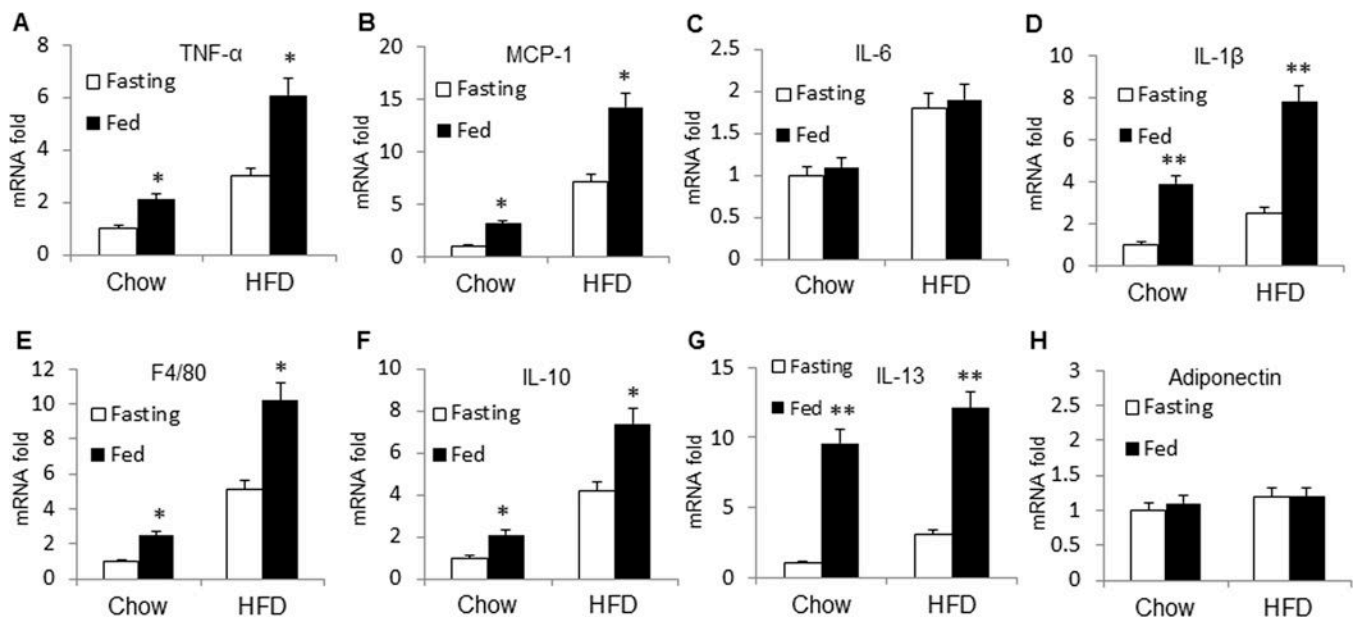 A
TNF-α
mRNA fold
8
6
4
2
0
Fasting
Fed
*
*
Chow HFD
B
MCP-1
mRNA fold
20
15
10
5
0
Fasting
Fed
*
*
Chow HFD
C
IL-6
mRNA fold
2.5
2
1.5
1
0.5
0
Fasting
Fed
Chow HFD
D
IL-1β
mRNA fold
10
8
6
4
2
0
Fasting
Fed
**
**
Chow HFD
E
F4/80
mRNA fold
12
10
8
6
4
2
0
Fasting
Fed
*
*
Chow HFD
F
IL-10
mRNA fold
10
8
6
4
2
0
Fasting
Fed
*
*
Chow HFD
G
IL-13
mRNA fold
15
10
5
0
Fasting
Fed
**
**
Chow HFD
H
Adiponectin
mRNA fold
3
2.5
2
1.5
1
0.5
0
Fasting
Fed
Chow HFD